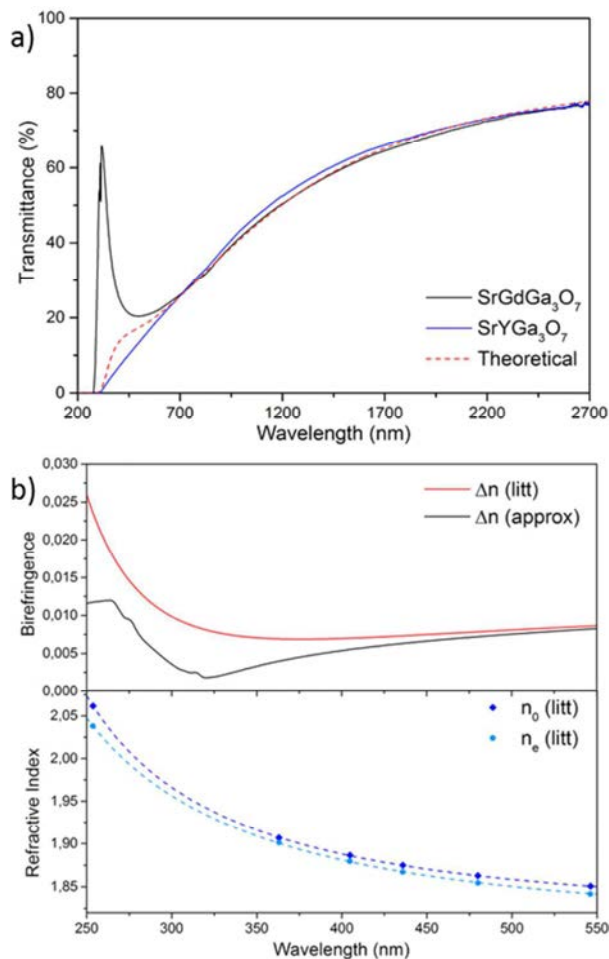 a)
100
80
60
40
20
0
Transmittance (%)
SrGdGa₃O₇
SrYGa₃O₇
Theoretical
200 700 1200 1700 2200 2700
Wavelength (nm)
b)
0,030
0,025
0,020
0,015
0,010
0,005
0,000
Birefringence
Δn (litt)
Δn (approx)
2,05
2,00
1,95
1,90
1,85
Refractive Index
n₀ (litt)
nₑ (litt)
250 300 350 400 450 500 550
Wavelength (nm)